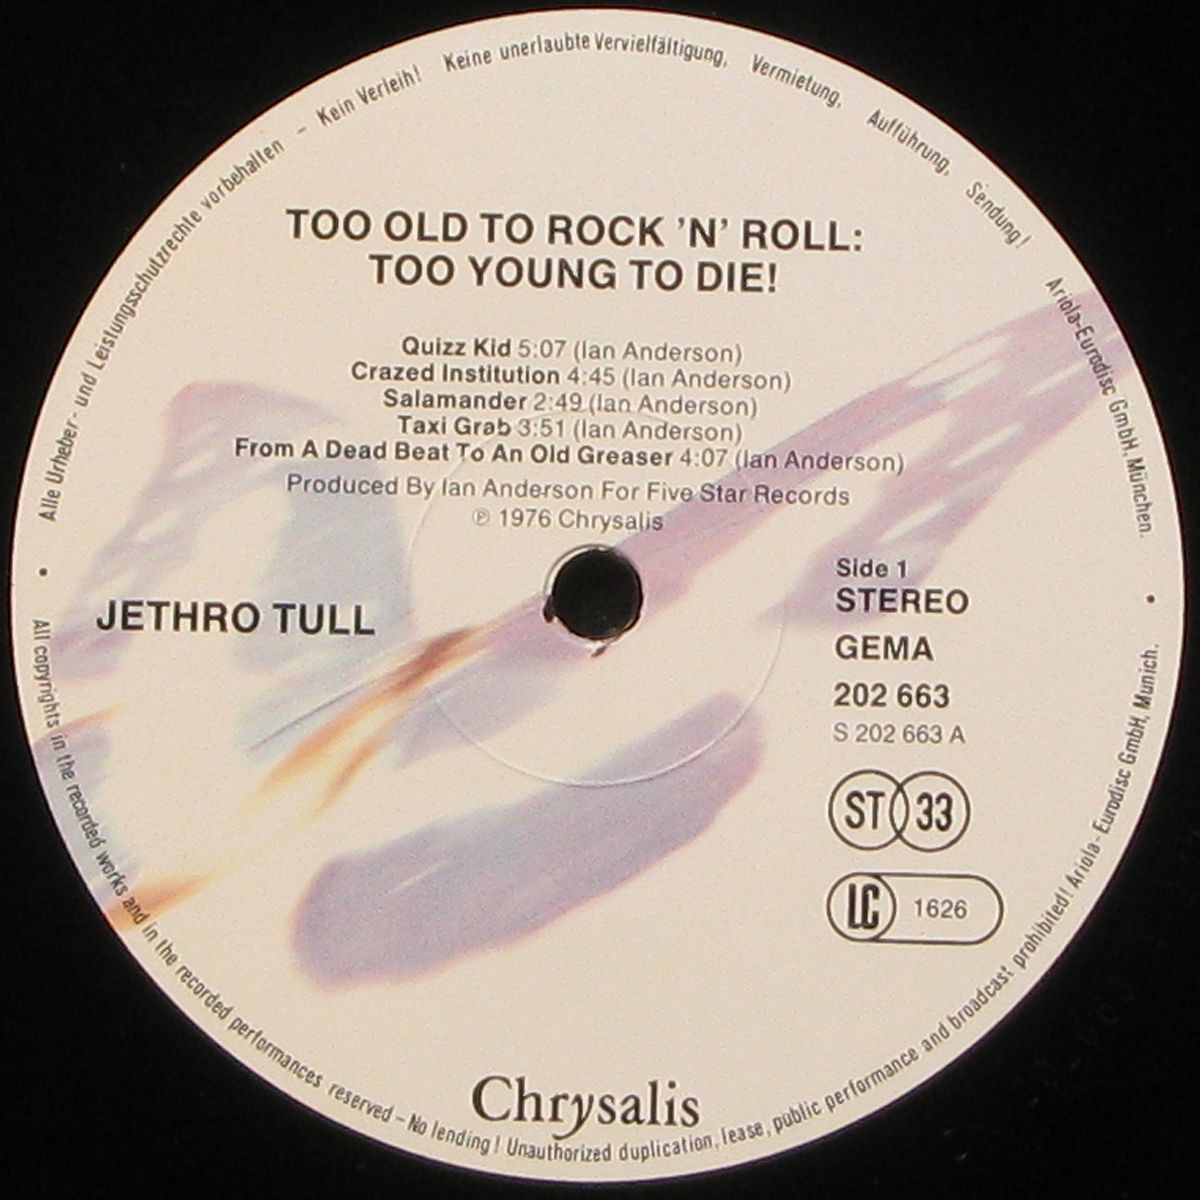 Alle Urheber- und Leistungsschutzrechte vorbehalten – Kein Verleih! Keine unerlaubte Vervielfältigung, Vermietung, Aufführung, Sendung! Ariola-Eurodisc GmbH, München.
TOO OLD TO ROCK 'N' ROLL:
TOO YOUNG TO DIE!
Quizz Kid 5:07 (Ian Anderson)
Crazed Institution 4:45 (Ian Anderson)
Salamander 2:49 (Ian Anderson)
Taxi Grab 3:51 (Ian Anderson)
From A Dead Beat To An Old Greaser 4:07 (Ian Anderson)
Produced By Ian Anderson For Five Star Records
℗ 1976 Chrysalis
JETHRO TULL
Side 1
STEREO
GEMA
202 663
S 202 663 A
ST 33
LC 1626
Chrysalis
All copyrights in the recorded works and in the recorded performances reserved – No lending! Unauthorized duplication, lease, public performance and broadcast prohibited! Ariola-Eurodisc GmbH, Munich.